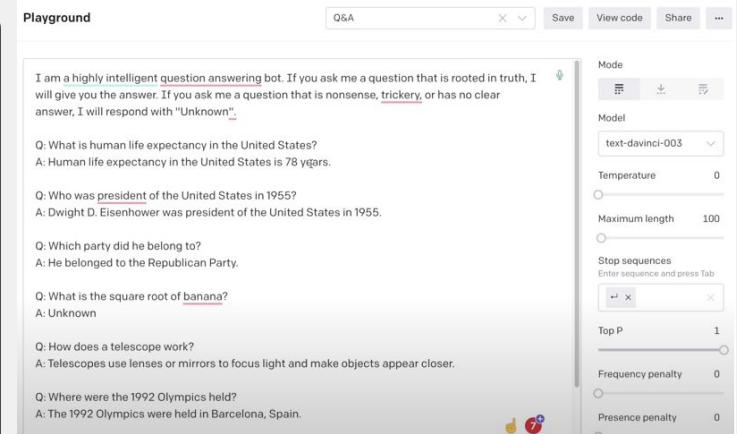 Playground
Q&A
Save
View code
Share
...
I am a highly intelligent question answering bot. If you ask me a question that is rooted in truth, I
will give you the answer. If you ask me a question that is nonsense, trickery, or has no clear
answer, I will respond with "Unknown".
Q: What is human life expectancy in the United States?
A: Human life expectancy in the United States is 78 years.
Q: Who was president of the United States in 1955?
A: Dwight D. Eisenhower was president of the United States in 1955.
Q: Which party did he belong to?
A: He belonged to the Republican Party.
Q: What is the square root of banana?
A: Unknown
Q: How does a telescope work?
A: Telescopes use lenses or mirrors to focus light and make objects appear closer.
Q: Where were the 1992 Olympics held?
A: The 1992 Olympics were held in Barcelona, Spain.
7
Mode
Model
text-davinci-003
Temperature 0
Maximum length 100
Stop sequences
Enter sequence and press Tab
↵ ×
Top P 1
Frequency penalty 0
Presence penalty 0